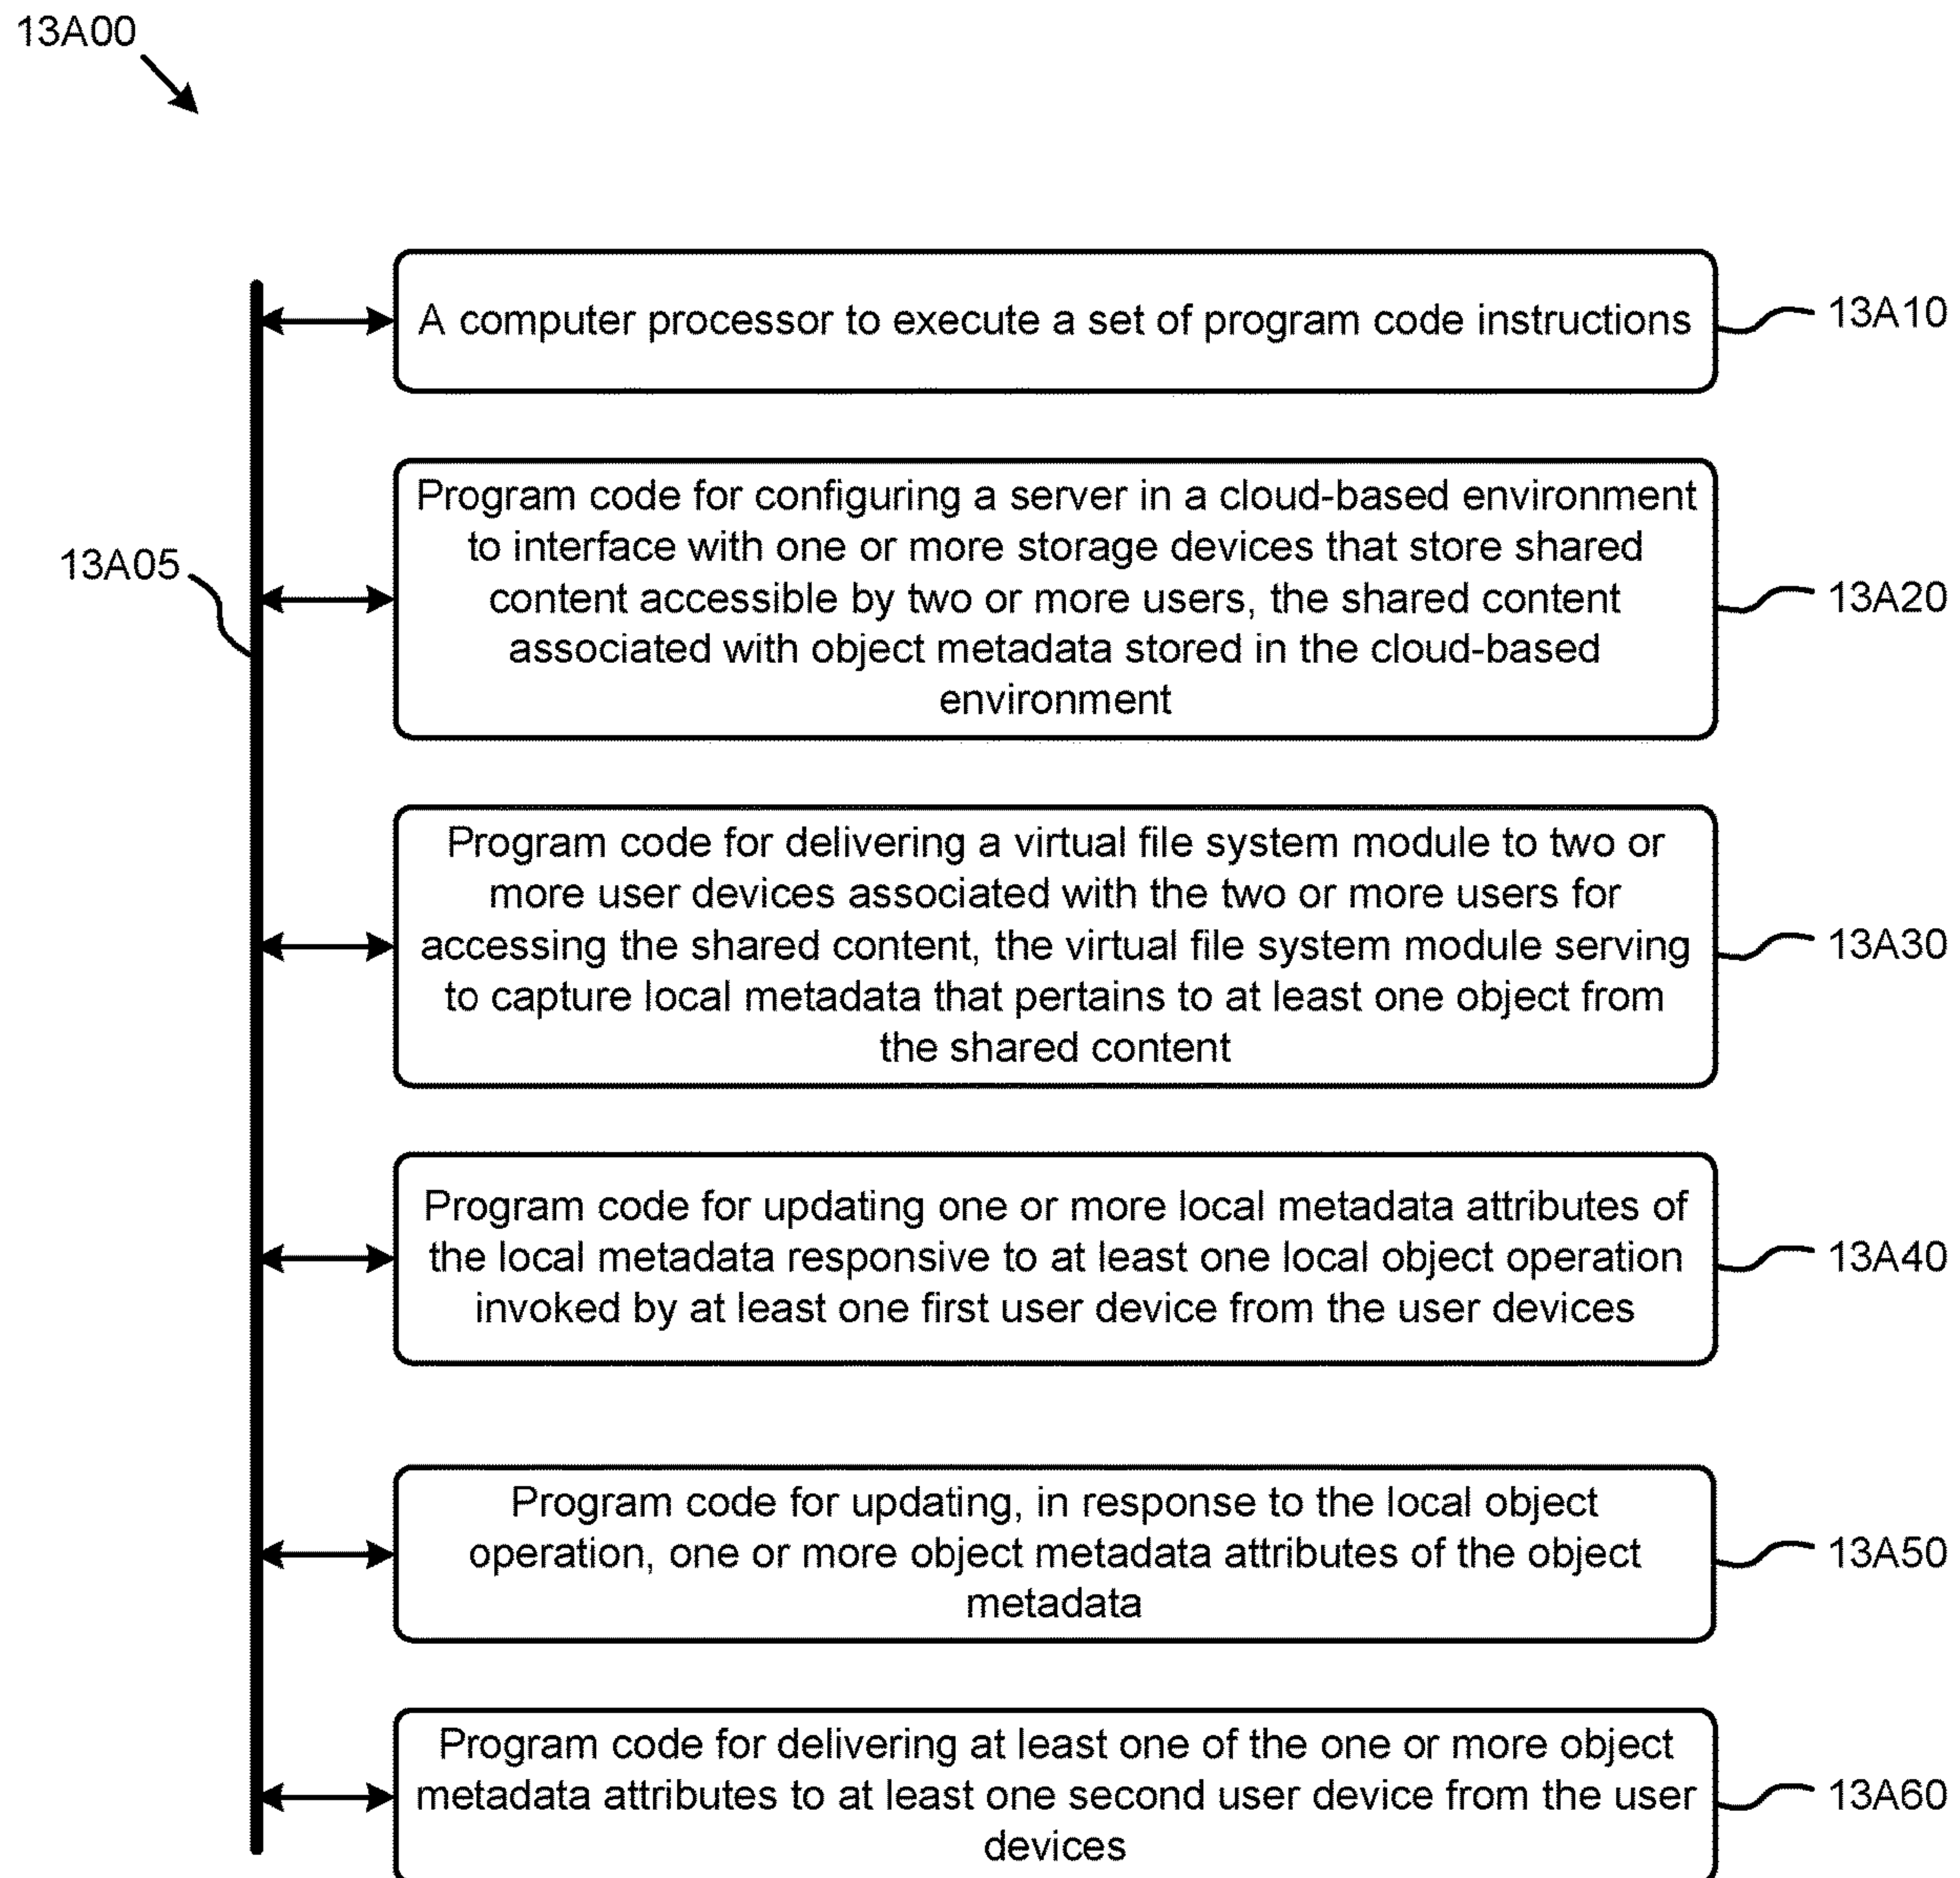 13A00
A computer processor to execute a set of program code instructions
13A10
Program code for configuring a server in a cloud-based environment
to interface with one or more storage devices that store shared
content accessible by two or more users, the shared content
associated with object metadata stored in the cloud-based
environment
13A05
13A20
Program code for delivering a virtual file system module to two or
more user devices associated with the two or more users for
accessing the shared content, the virtual file system module serving
to capture local metadata that pertains to at least one object from
the shared content
13A30
Program code for updating one or more local metadata attributes of
the local metadata responsive to at least one local object operation
invoked by at least one first user device from the user devices
13A40
Program code for updating, in response to the local object
operation, one or more object metadata attributes of the object
metadata
13A50
Program code for delivering at least one of the one or more object
metadata attributes to at least one second user device from the user
devices
13A60